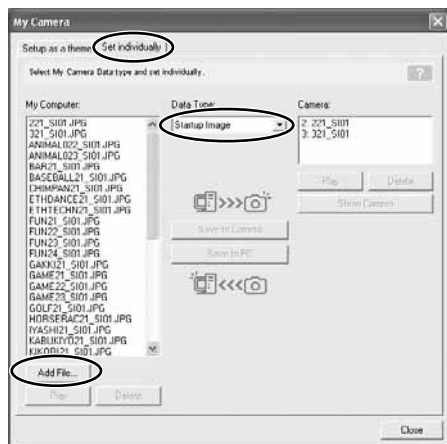 My Camera
Setup as a theme
Set individually
Select My Camera Data type and set individually.
?
My Computer:
221_SI01.JPG
321_SI01.JPG
ANIMAL022_SI01.JPG
ANIMAL023_SI01.JPG
BAR21_SI01.JPG
BASEBALL21_SI01.JPG
CHIMPAN21_SI01.JPG
ETHDANCE21_SI01.JPG
ETHTECHN21_SI01.JPG
FUN21_SI01.JPG
FUN22_SI01.JPG
FUN23_SI01.JPG
FUN24_SI01.JPG
GAKKI21_SI01.JPG
GAME21_SI01.JPG
GAME22_SI01.JPG
GAME23_SI01.JPG
GOLF21_SI01.JPG
HORSERAC21_SI01.JPG
IYASHI21_SI01.JPG
KABUKIYO21_SI01.JPG
KIKORI21_SI01.JPG
Add File...
Play
Delete
Data Type:
Startup Image
>>>
Save to Camera
Save to PC
<<<
Camera:
2: 221_SI01
3: 321_SI01
Play
Delete
Show Camera
Close